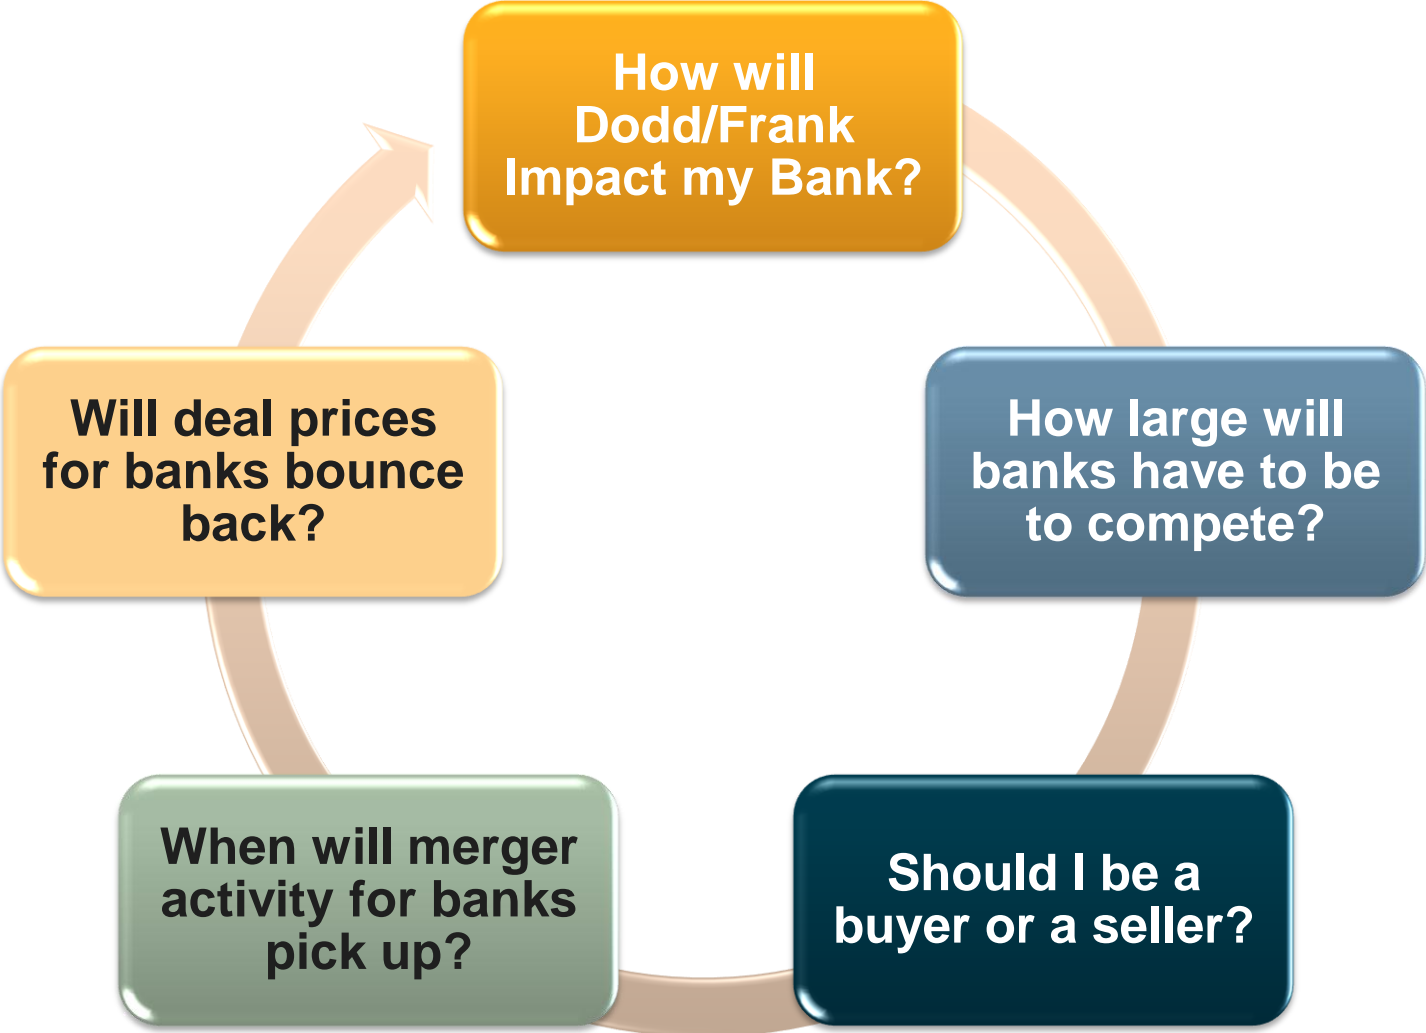 How will
Dodd/Frank
Impact my Bank?
How large will
banks have to be
to compete?
Should I be a
buyer or a seller?
When will merger
activity for banks
pick up?
Will deal prices
for banks bounce
back?